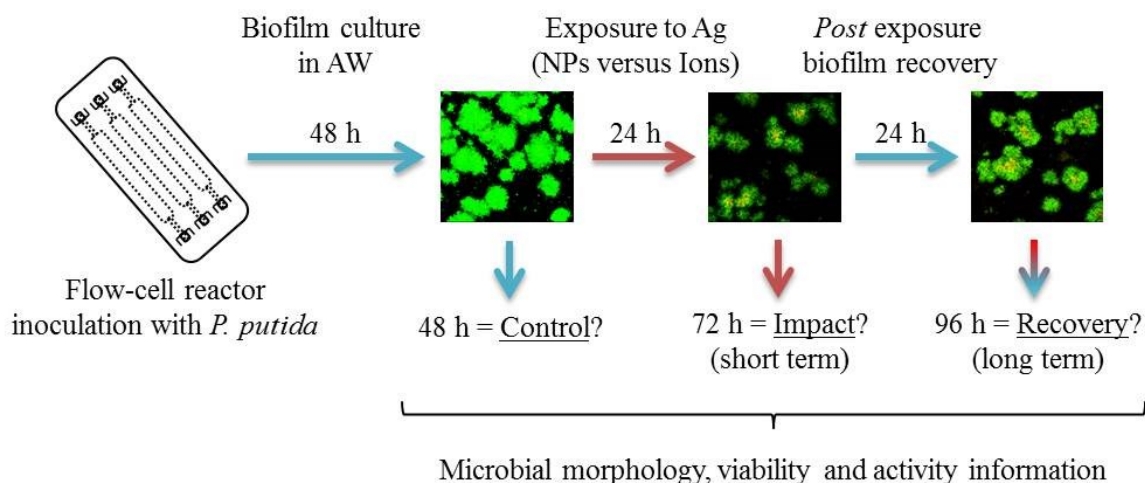 Biofilm culture
in AW
Exposure to Ag
(NPs versus Ions)
Post exposure
biofilm recovery
48 h
24 h
24 h
Flow-cell reactor
inoculation with P. putida
48 h = Control?
72 h = Impact?
(short term)
96 h = Recovery?
(long term)
Microbial morphology, viability and activity information